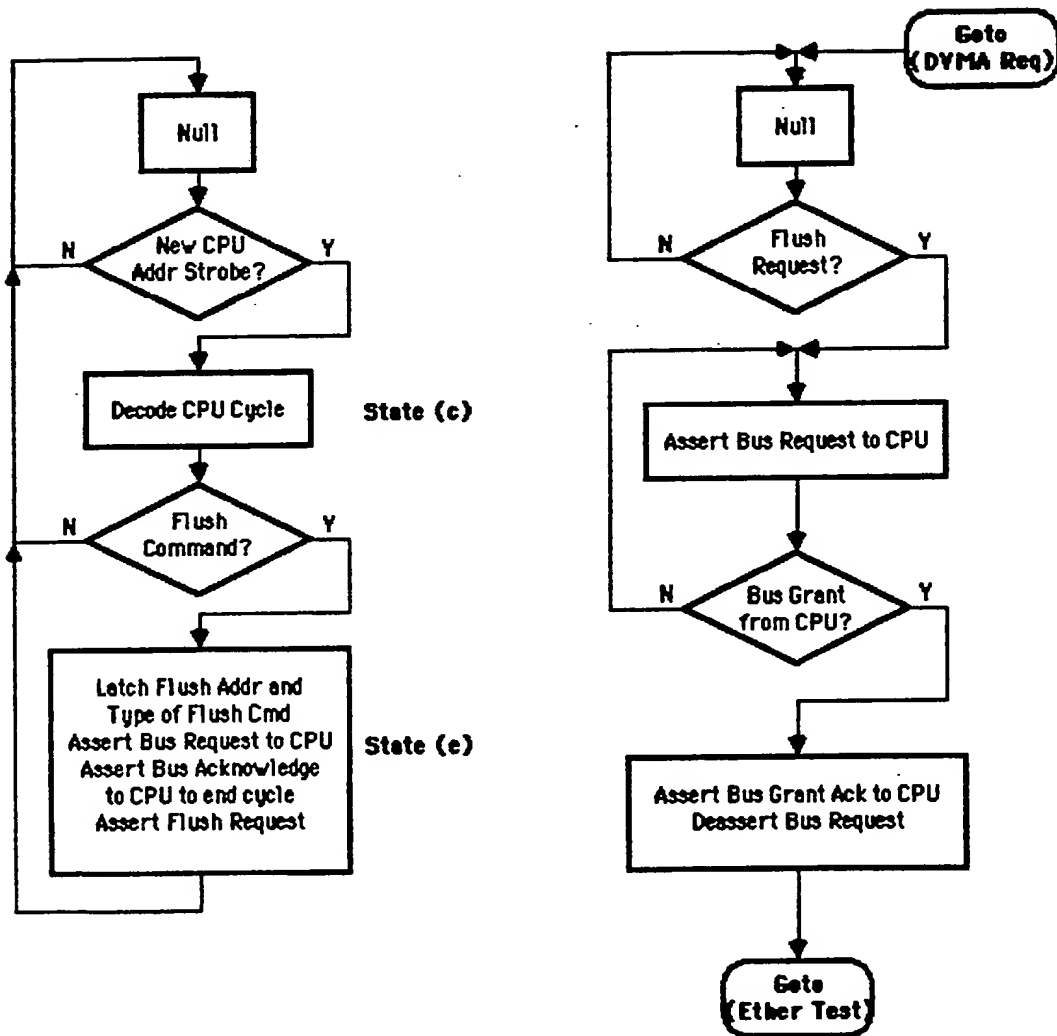 Null
New CPU
Addr Strobe?
N
Y
Decode CPU Cycle
State (c)
Flush
Command?
N
Y
Latch Flush Addr and
Type of Flush Cmd
Assert Bus Request to CPU
Assert Bus Acknowledge
to CPU to end cycle
Assert Flush Request
State (e)
Goto
(DVMA Req)
Null
Flush
Request?
N
Y
Assert Bus Request to CPU
Bus Grant
from CPU?
N
Y
Assert Bus Grant Ack to CPU
Deassert Bus Request
Goto
(Ether Test)